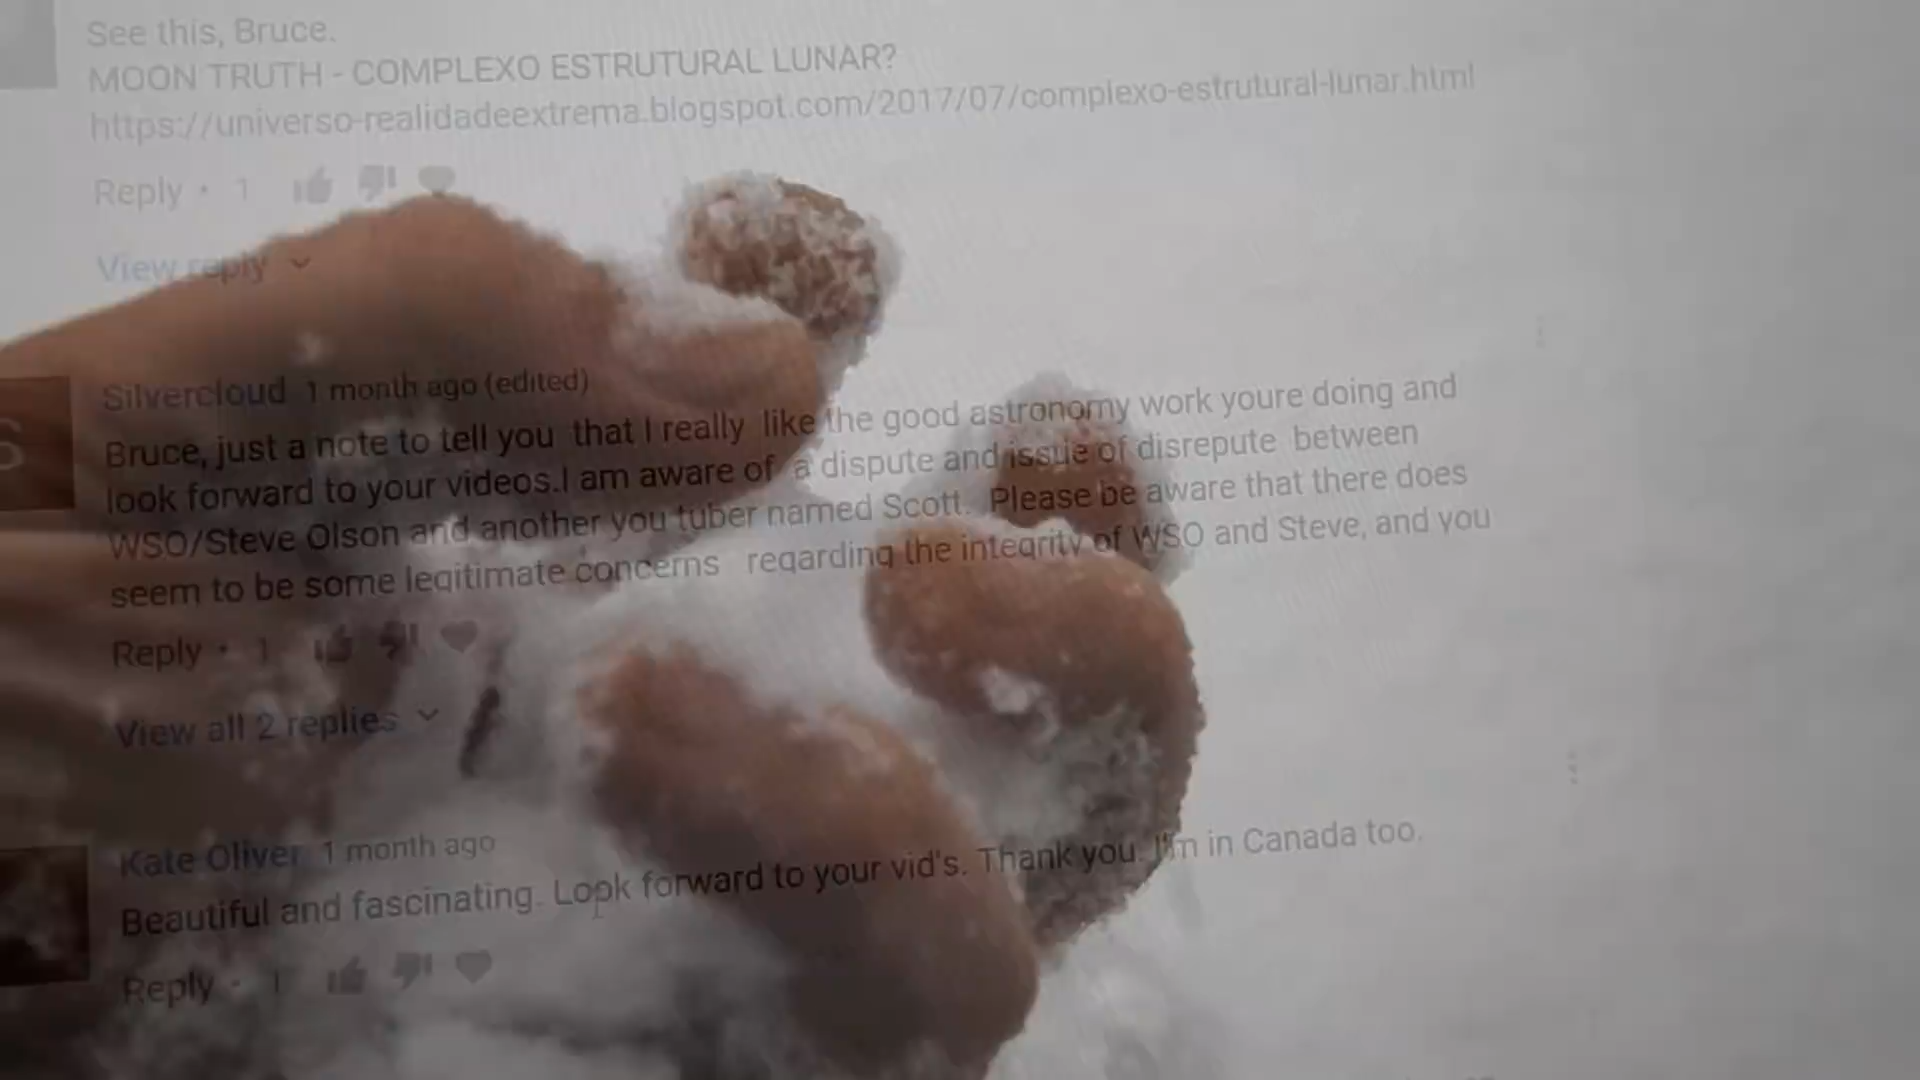 See this, Bruce.
MOON TRUTH - COMPLEXO ESTRUTURAL LUNAR?
https://universo-realidadeextrema.blogspot.com/2017/07/complexo-estrutural-lunar.html
Reply · 1
View reply
S
Silvercloud 1 month ago (edited)
Bruce, just a note to tell you that I really like the good astronomy work youre doing and
look forward to your videos.I am aware of a dispute and issue of disrepute between
WSO/Steve Olson and another you tuber named Scott. Please be aware that there does
seem to be some legitimate concerns regarding the integrity of WSO and Steve, and you
Reply · 1
View all 2 replies
Kate Oliver 1 month ago
Beautiful and fascinating. Look forward to your vid's. Thank you. I'm in Canada too.
Reply · 1